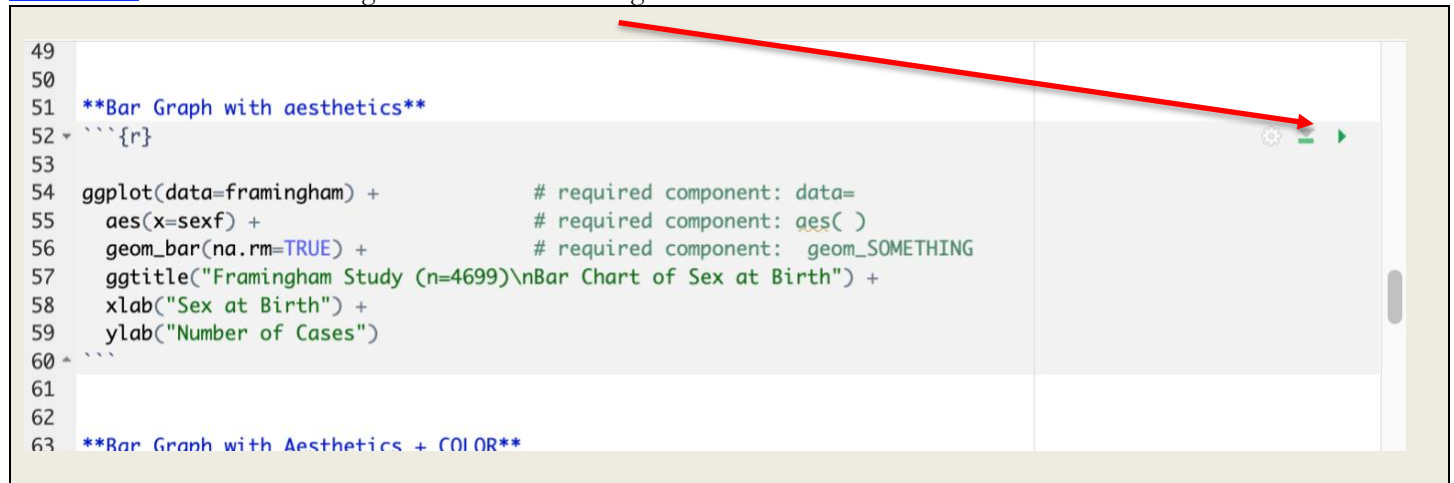 49
50
51 **Bar Graph with aesthetics**
52 ```{r}
53
54 ggplot(data=framingham) + # required component: data=
55 aes(x=sexf) + # required component: aes( )
56 geom_bar(na.rm=TRUE) + # required component: geom_SOMETHING
57 ggtitle("Framingham Study (n=4699)\nBar Chart of Sex at Birth") +
58 xlab("Sex at Birth") +
59 ylab("Number of Cases")
60 ```
61
62
63 **Bar Graph with Aesthetics + COLOR**